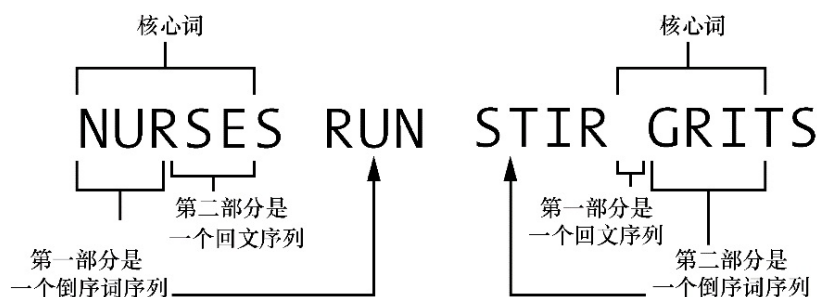 核心词 核心词
NURSES RUN STIR GRITS
第二部分是
一个回文序列
第一部分是
一个回文序列
第一部分是
一个倒序词序列
第二部分是
一个倒序词序列